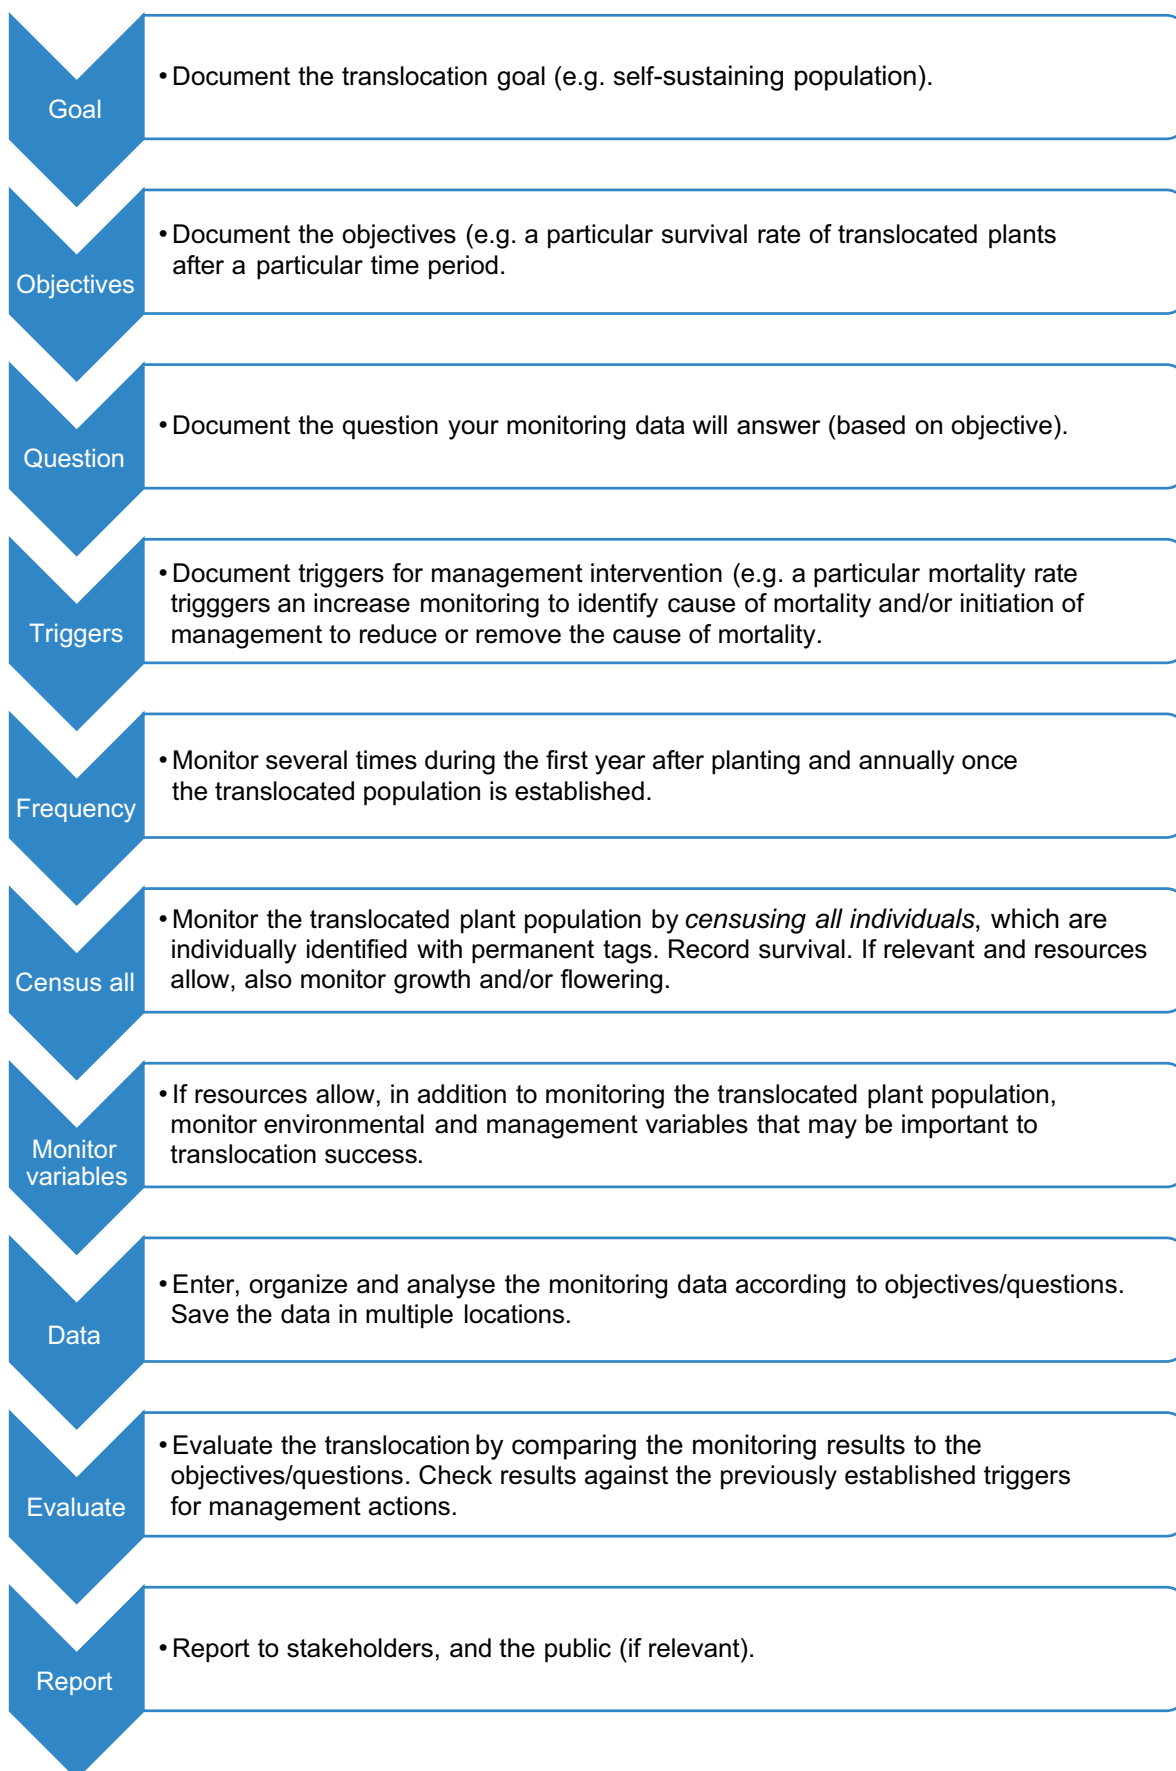 Goal
• Document the translocation goal (e.g. self-sustaining population).
Objectives
• Document the objectives (e.g. a particular survival rate of translocated plants
after a particular time period.
Question
• Document the question your monitoring data will answer (based on objective).
Triggers
• Document triggers for management intervention (e.g. a particular mortality rate
trigggers an increase monitoring to identify cause of mortality and/or initiation of
management to reduce or remove the cause of mortality.
Frequency
• Monitor several times during the first year after planting and annually once
the translocated population is established.
Census all
• Monitor the translocated plant population by censusing all individuals, which are
individually identified with permanent tags. Record survival. If relevant and resources
allow, also monitor growth and/or flowering.
Monitor
variables
• If resources allow, in addition to monitoring the translocated plant population,
monitor environmental and management variables that may be important to
translocation success.
Data
• Enter, organize and analyse the monitoring data according to objectives/questions.
Save the data in multiple locations.
Evaluate
• Evaluate the translocation by comparing the monitoring results to the
objectives/questions. Check results against the previously established triggers
for management actions.
Report
• Report to stakeholders, and the public (if relevant).